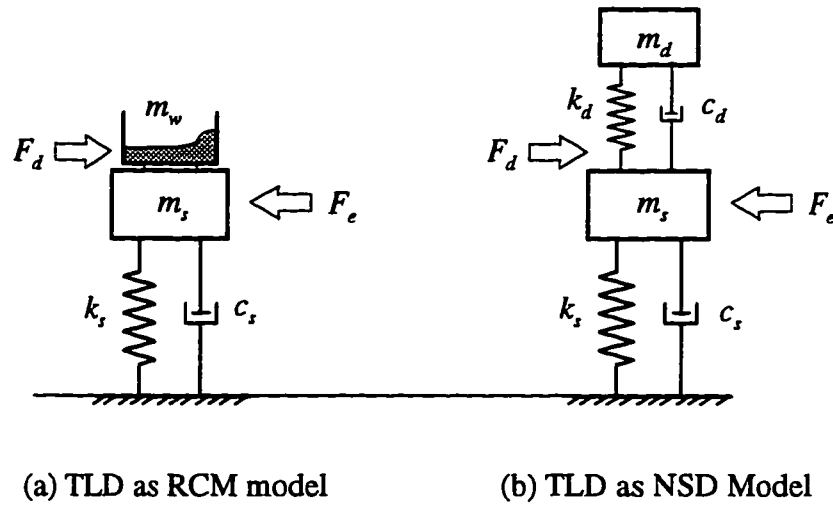 m_d
m_w
k_d
c_d
F_d
F_d
m_s
F_e
m_s
F_e
k_s
c_s
k_s
c_s
(a) TLD as RCM model
(b) TLD as NSD Model